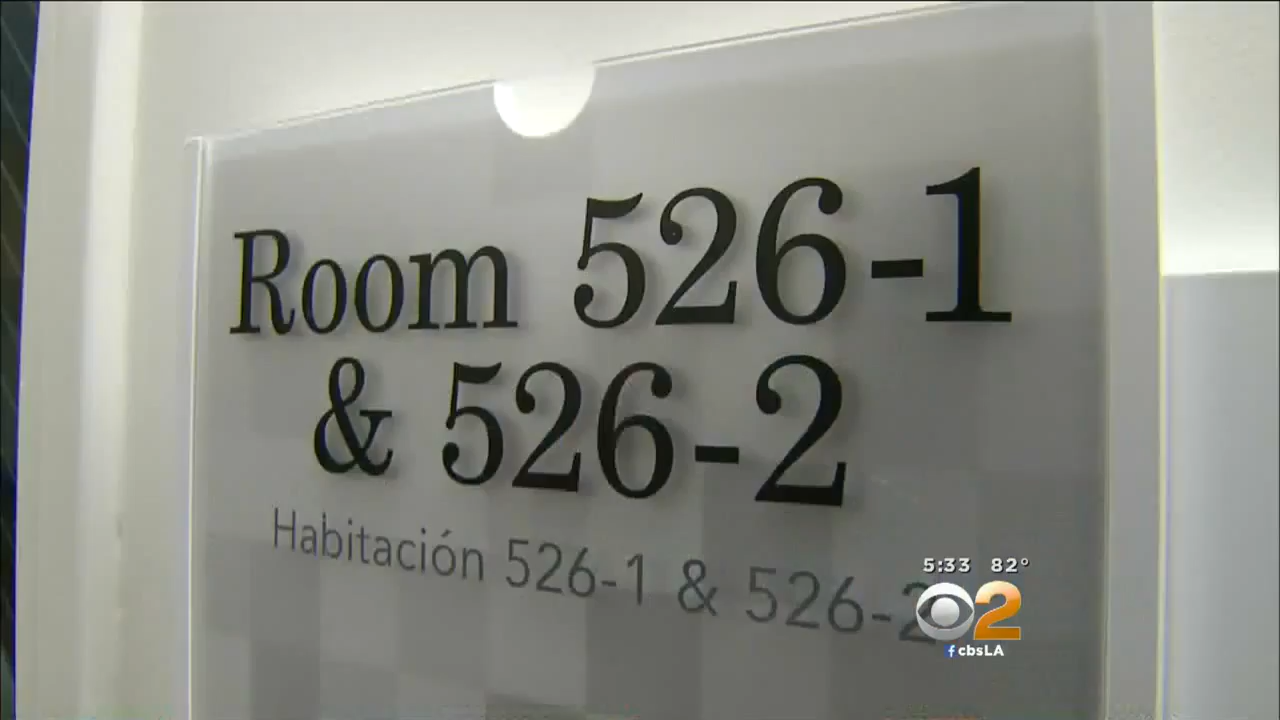 Room 526-1
& 526-2
Habitación 526-1 & 526-2
5:33 82°
2
f cbsLA